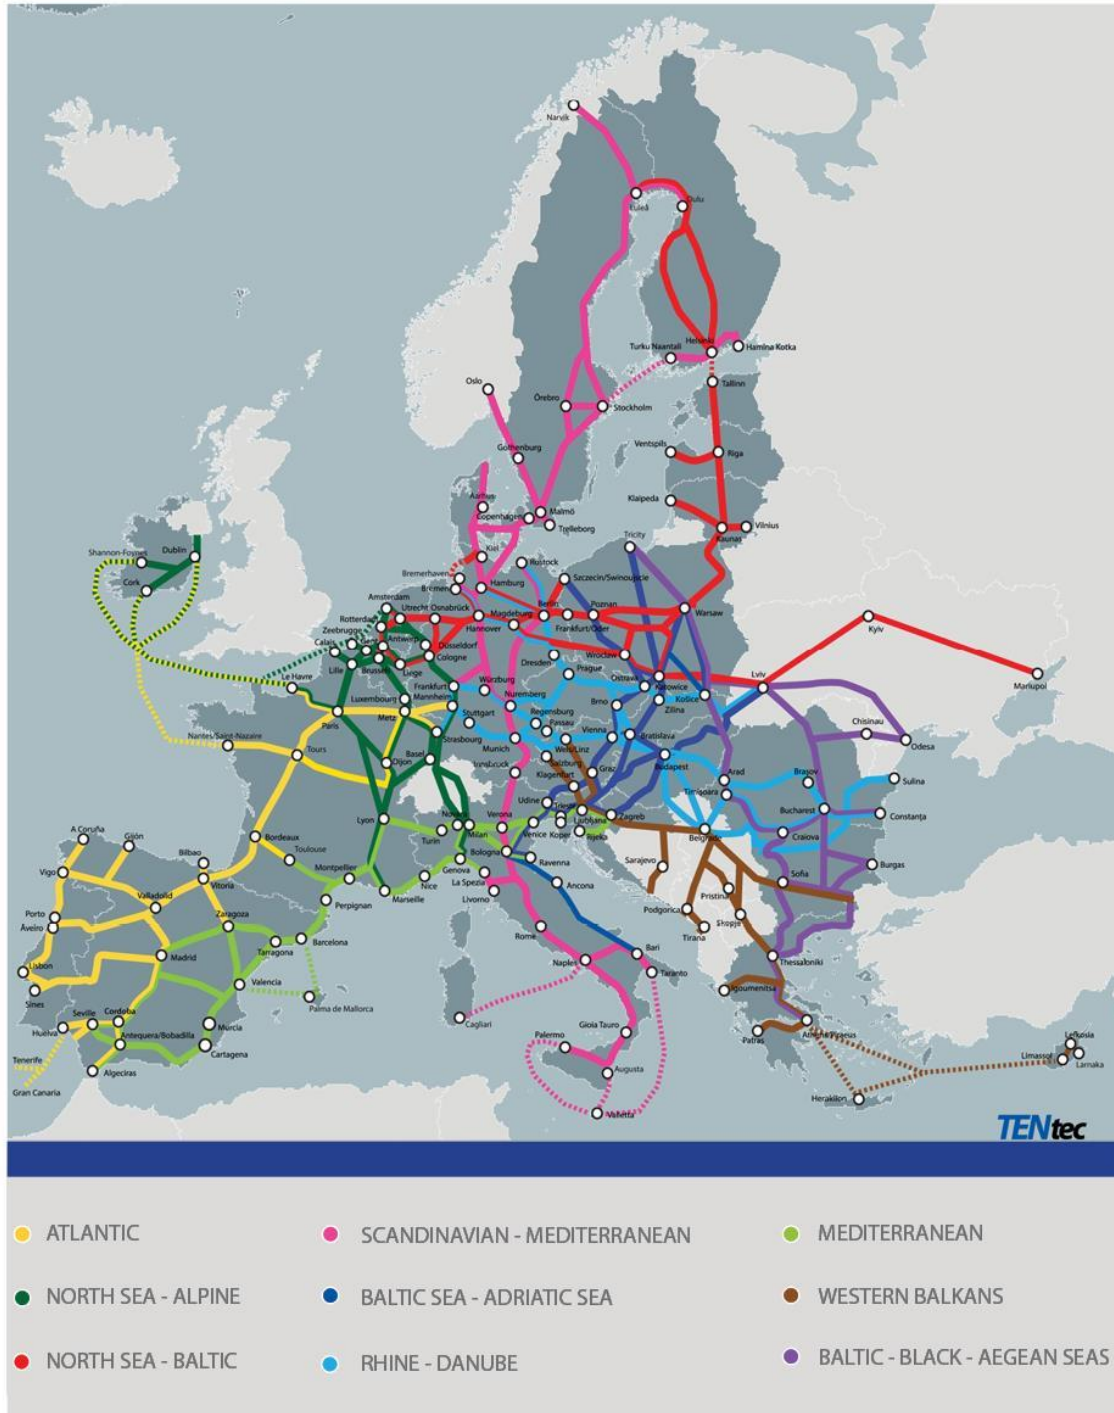 Narvik
Luleå
Oulu
Helsinki
Turku Naantali
Hamina Kotka
Oslo
Tallinn
Örebro
Stockholm
Gothenburg
Ventspils
Riga
Aarhus
Klaipeda
Copenhagen
Malmö
Trelleborg
Vilnius
Kaunas
Tricity
Shannon-Foynes
Dublin
Kiel
Rostock
Bremerhaven
Szczecin/Swinoujscie
Cork
Bremen
Hamburg
Amsterdam
Utrecht
Osnabrück
Magdeburg
Berlin
Poznan
Warsaw
Rotterdam
Hannover
Frankfurt/Oder
Kyiv
Zeebrugge
Calais
Gent
Antwerp
Düsseldorf
Cologne
Wroclaw
Lille
Brussels
Liege
Dresden
Prague
Ostrava
Katowice
Lviv
Mariupol
Le Havre
Frankfurt
Würzburg
Luxembourg
Mannheim
Nuremberg
Brno
Zilina
Košice
Paris
Metz
Stuttgart
Regensburg
Passau
Chisinau
Nantes/Saint-Nazaire
Strasbourg
Vienna
Bratislava
Odesa
Tours
Munich
Wels/Linz
Basel
Dijon
Salzburg
Budapest
Innsbruck
Graz
Klagenfurt
Arad
Brașov
Sulina
Timișoara
Udine
Trieste
Lyon
Novara
Verona
Ljubljana
Zagreb
Bucharest
Constanța
A Coruña
Gijón
Bordeaux
Turin
Milan
Venice
Koper
Rijeka
Belgrade
Craiova
Bilbao
Toulouse
Bologna
Ravenna
Sarajevo
Vigo
Vitoria
Montpellier
Genova
Nice
La Spezia
Ancona
Sofia
Burgas
Valladolid
Marseille
Livorno
Pristina
Porto
Aveiro
Zaragoza
Perpignan
Podgorica
Skopje
Tirana
Rome
Tarragona
Barcelona
Madrid
Bari
Lisbon
Naples
Taranto
Thessaloniki
Sines
Valencia
Palma de Mallorca
Igoumenitsa
Seville
Cordoba
Cagliari
Huelva
Murcia
Gioia Tauro
Antequera/Bobadilla
Palermo
Patras
Athens/Piraeus
Lefkosia
Cartagena
Limassol
Larnaka
Tenerife
Algeciras
Augusta
Gran Canaria
Heraklion
Valletta
TENtec
ATLANTIC
SCANDINAVIAN - MEDITERRANEAN
MEDITERRANEAN
NORTH SEA - ALPINE
BALTIC SEA - ADRIATIC SEA
WESTERN BALKANS
NORTH SEA - BALTIC
RHINE - DANUBE
BALTIC - BLACK - AEGEAN SEAS